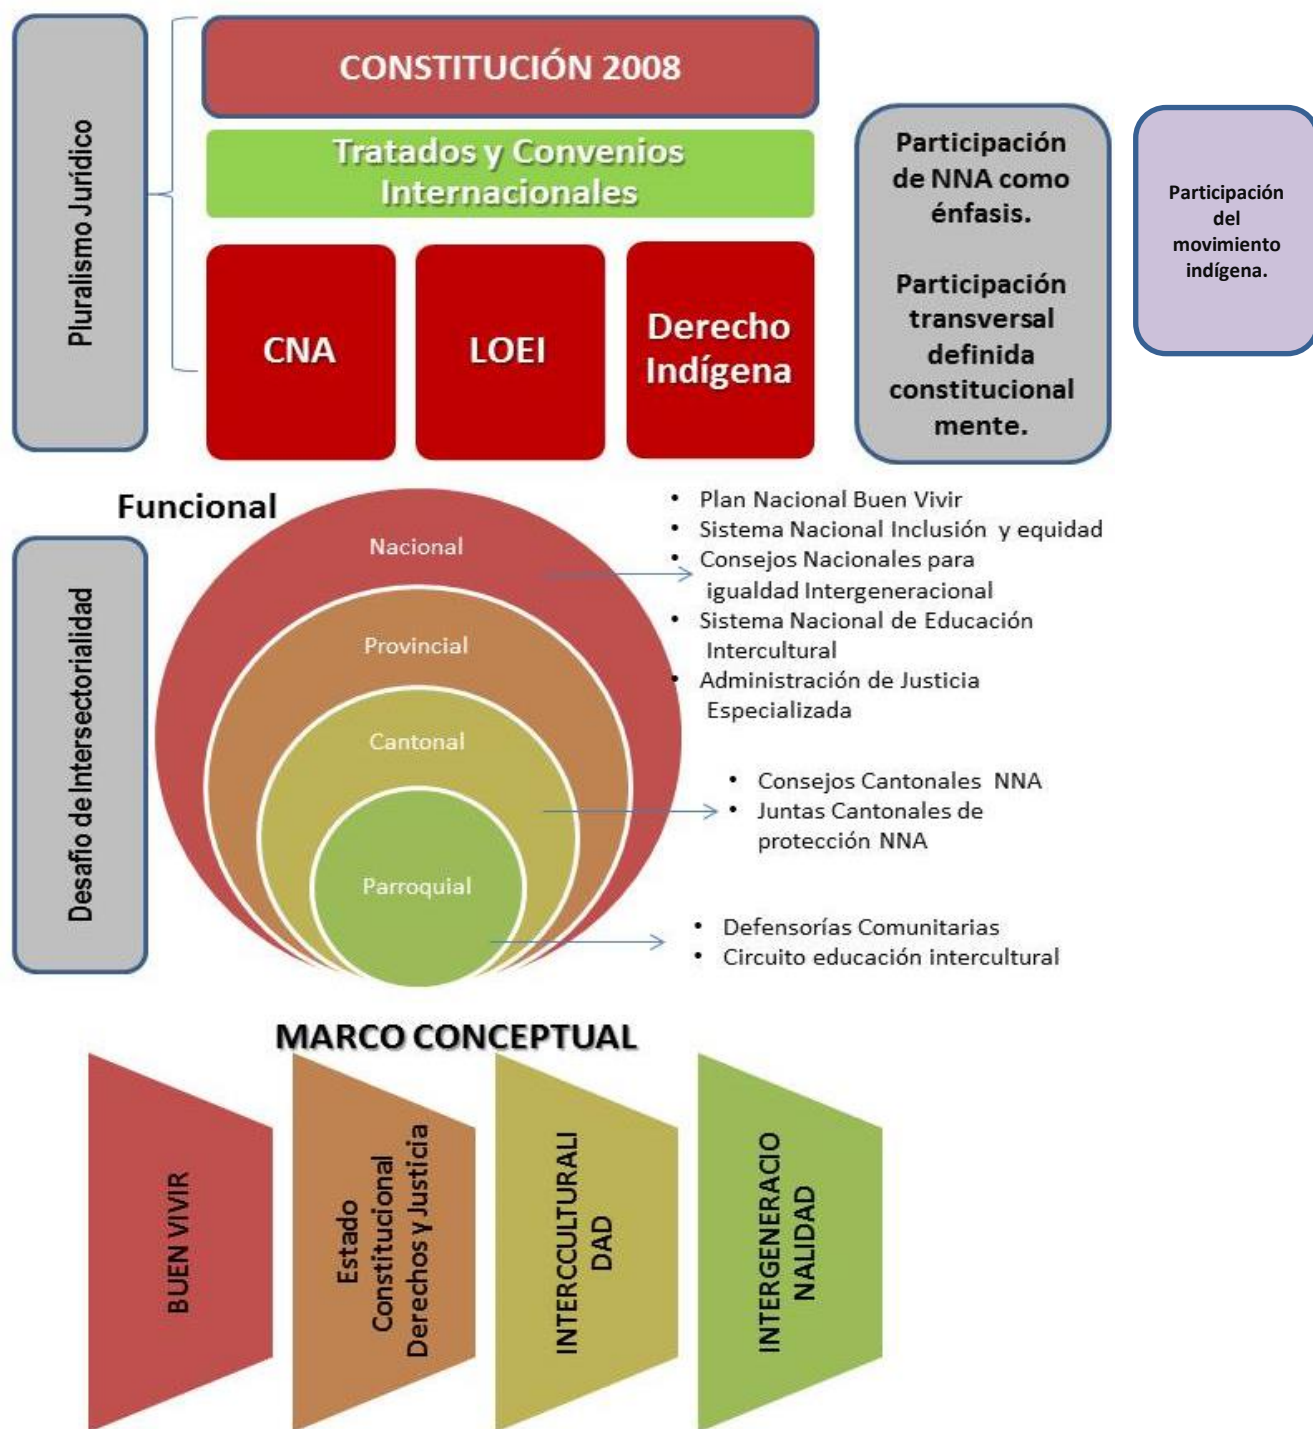 Pluralismo Jurídico
CONSTITUCIÓN 2008
Tratados y Convenios
Internacionales
CNA
LOEI
Derecho
Indígena
Participación
de NNA como
énfasis.
Participación
transversal
definida
constitucional
mente.
Participación
del
movimiento
indígena.
Funcional
Desafio de Intersectorialidad
Nacional
Provincial
Cantonal
Parroquial
• Plan Nacional Buen Vivir
• Sistema Nacional Inclusión y equidad
• Consejos Nacionales para
igualdad Intergeneracional
• Sistema Nacional de Educación
Intercultural
• Administración de Justicia
Especializada
• Consejos Cantonales NNA
• Juntas Cantonales de
protección NNA
• Defensorías Comunitarias
• Circuito educación intercultural
MARCO CONCEPTUAL
BUEN VIVIR
Estado
Constitucional
Derechos y Justicia
INTERCCULTURALI
DAD
INTERGENERACIO
NALIDAD